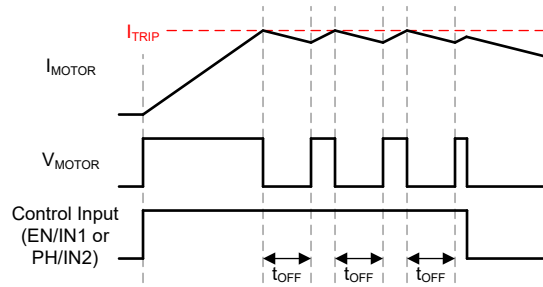 I_TRIP
I_MOTOR
V_MOTOR
Control Input
(EN/IN1 or
PH/IN2)
t_OFF t_OFF t_OFF